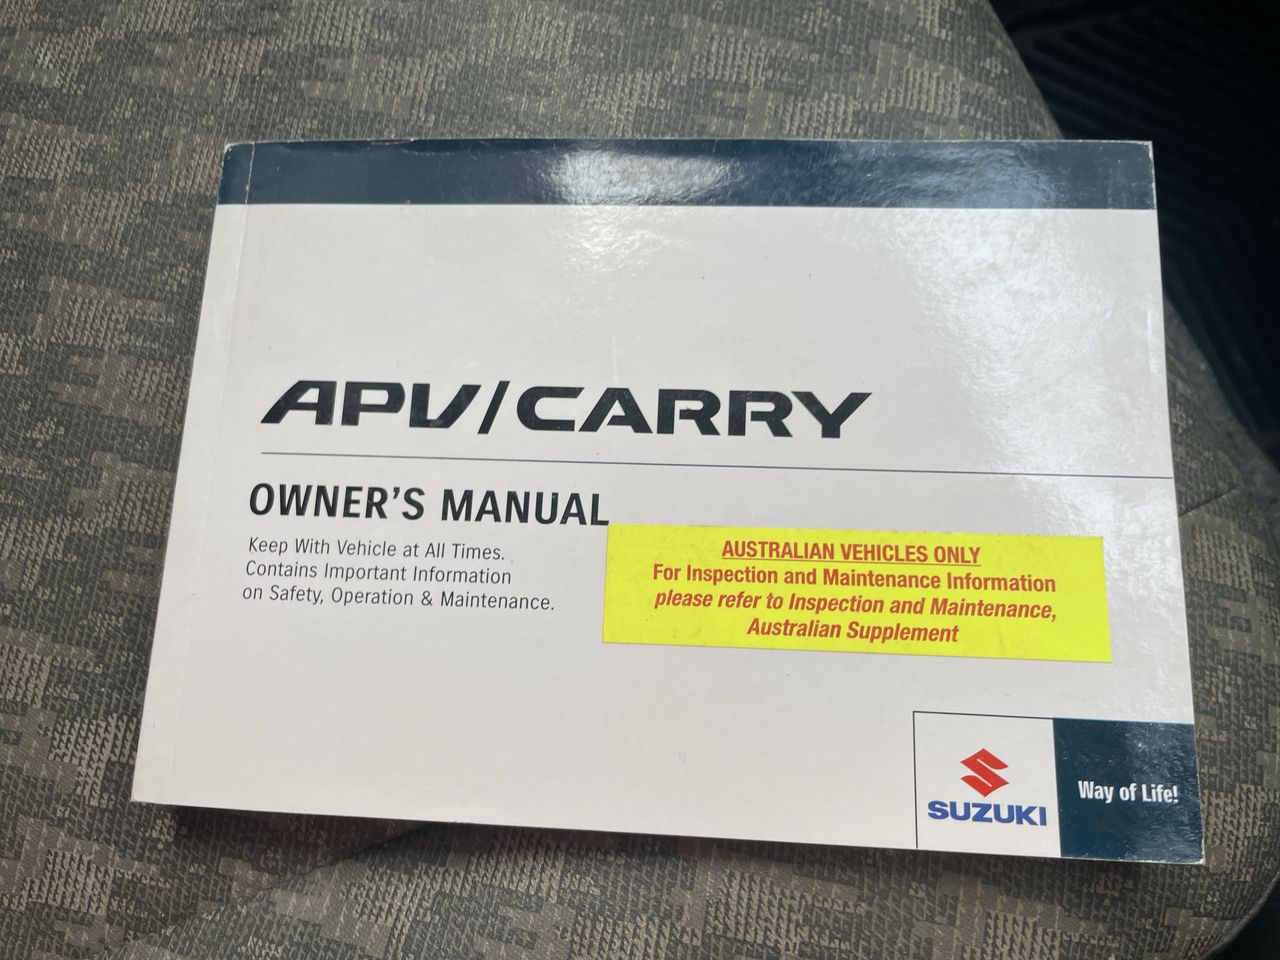 APV/CARRY
OWNER'S MANUAL
Keep With Vehicle at All Times.
Contains Important Information
on Safety, Operation & Maintenance.
AUSTRALIAN VEHICLES ONLY
For Inspection and Maintenance Information
please refer to Inspection and Maintenance,
Australian Supplement
SUZUKI
Way of Life!